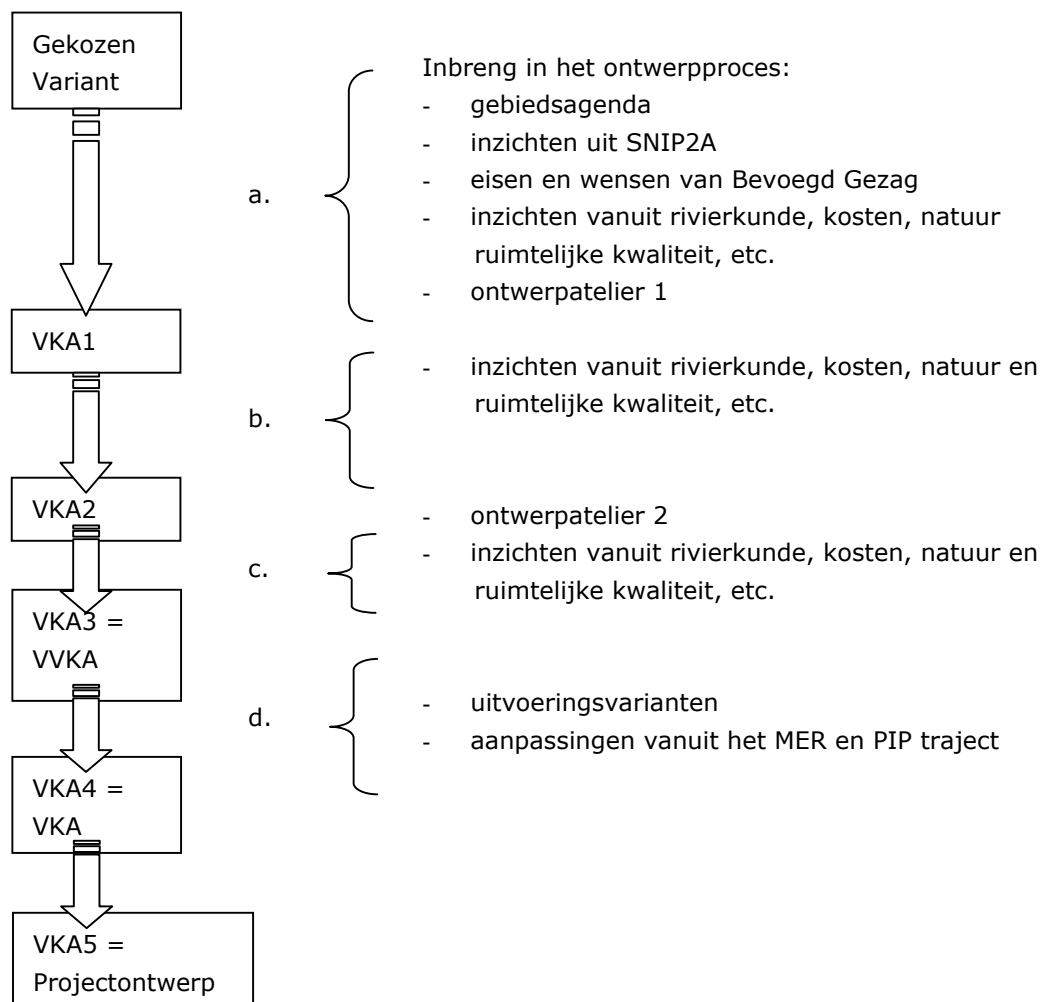 Gekozen
Variant
Inbreng in het ontwerpproces:
- gebiedsagenda
- inzichten uit SNIP2A
a.
- eisen en wensen van Bevoegd Gezag
- inzichten vanuit rivierkunde, kosten, natuur
ruimtelijke kwaliteit, etc.
- ontwerpatelier 1
VKA1
b.
- inzichten vanuit rivierkunde, kosten, natuur en
ruimtelijke kwaliteit, etc.
VKA2
c.
- ontwerpatelier 2
- inzichten vanuit rivierkunde, kosten, natuur en
ruimtelijke kwaliteit, etc.
VKA3 =
VVKA
d.
- uitvoeringsvarianten
- aanpassingen vanuit het MER en PIP traject
VKA4 =
VKA
VKA5 =
Projectontwerp